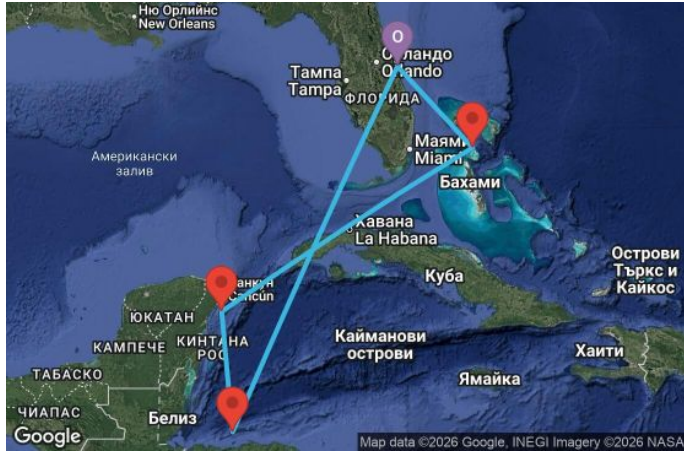 Ню Орлийнс
New Orleans
O
Орландо
Orlando
Тампа
Tampa
ФЛОРИДА
Маями
Miami
Американски
залив
Бахами
Хавана
La Habana
Острови
Търкс и
Кайкос
Куба
Cancún
ЮКАТАН
КАМПЕЧЕ
КИНТАНА
РОО
Кайманови
острови
Хаити
ТАБАСКО
Ямайка
ЧИАПАС
Белиз
Google
Map data ©2026 Google, INEGI Imagery ©2026 NASA